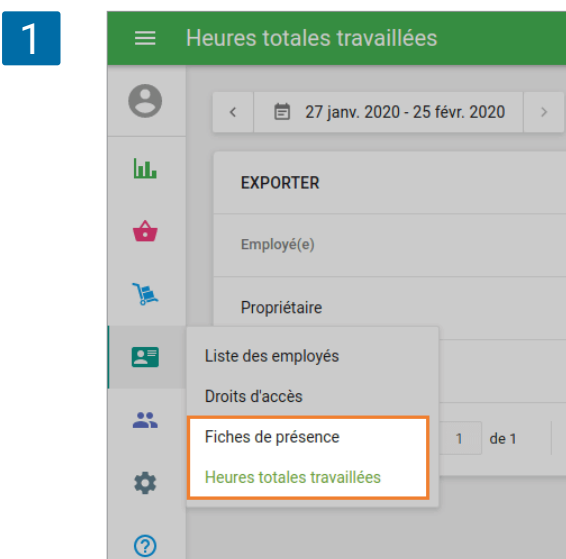 1
Heures totales travaillées
27 janv. 2020 - 25 févr. 2020
EXPORTER
Employé(e)
Propriétaire
Liste des employés
Droits d'accès
Fiches de présence
1 de 1
Heures totales travaillées